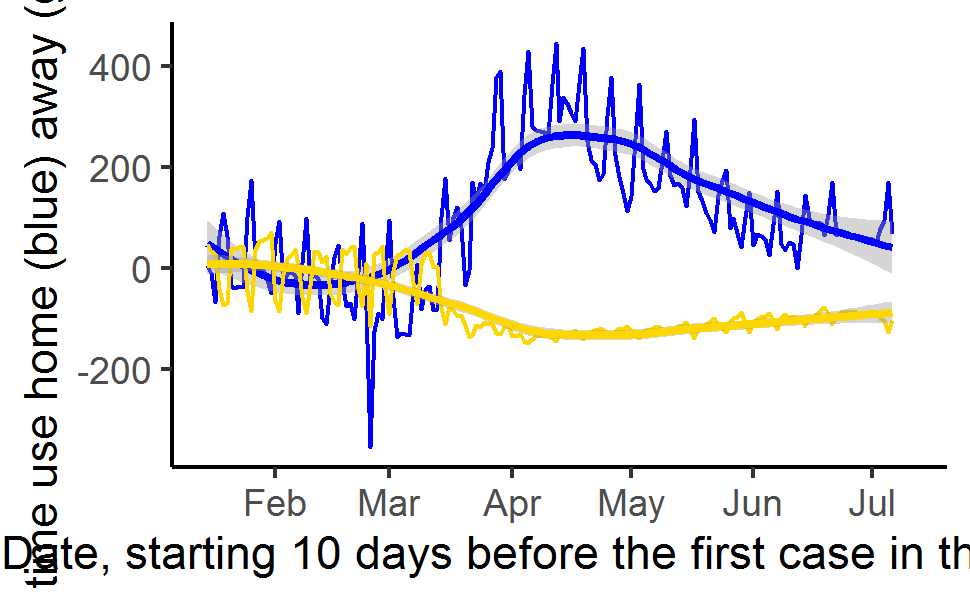 time use home (blue) away (
400
200
0
-200
Feb Mar Apr May Jun Jul
Date, starting 10 days before the first case in th